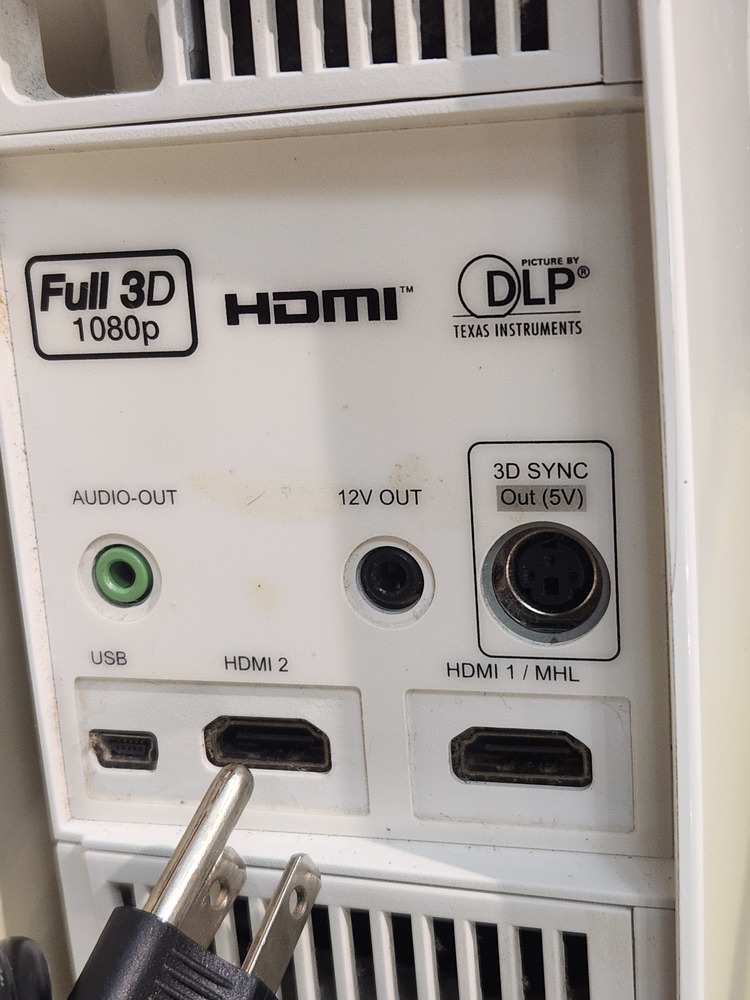 Full 3D
1080p
HDMI™
PICTURE BY
DLP®
TEXAS INSTRUMENTS
AUDIO-OUT
12V OUT
3D SYNC
Out (5V)
USB
HDMI 2
HDMI 1 / MHL